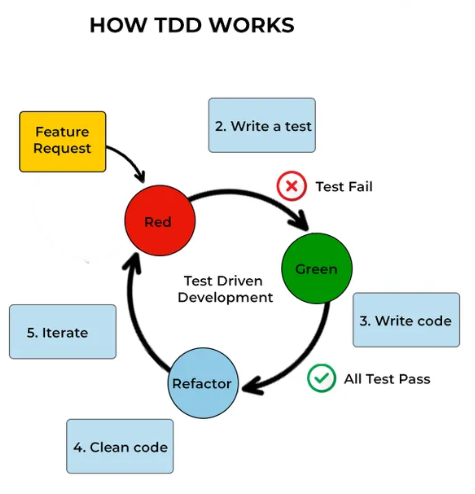 HOW TDD WORKS
Feature
Request
2. Write a test
Test Fail
Red
Green
Test Driven
Development
3. Write code
5. Iterate
All Test Pass
Refactor
4. Clean code